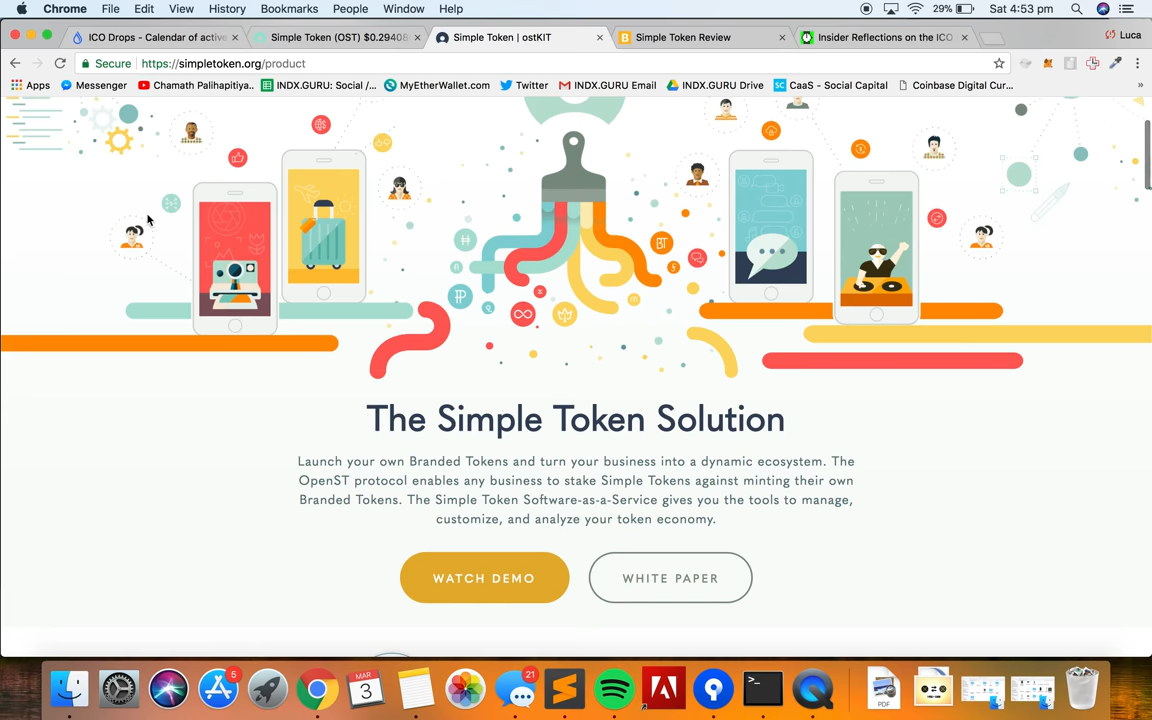 Chrome File Edit View History Bookmarks People Window Help 29% Sat 4:53 pm
ICO Drops - Calendar of active
Simple Token (OST) $0.29408
Simple Token | ostKIT
Simple Token Review
Insider Reflections on the ICO
Luca
Secure https://simpletoken.org/product
Apps Messenger Chamath Palihapitiya.. INDX.GURU: Social /... MyEtherWallet.com Twitter INDX.GURU Email INDX.GURU Drive CaaS - Social Capital Coinbase Digital Cur... »
The Simple Token Solution
Launch your own Branded Tokens and turn your business into a dynamic ecosystem. The
OpenST protocol enables any business to stake Simple Tokens against minting their own
Branded Tokens. The Simple Token Software-as-a-Service gives you the tools to manage,
customize, and analyze your token economy.
WATCH DEMO
WHITE PAPER
5
MAR
3
21
PDF